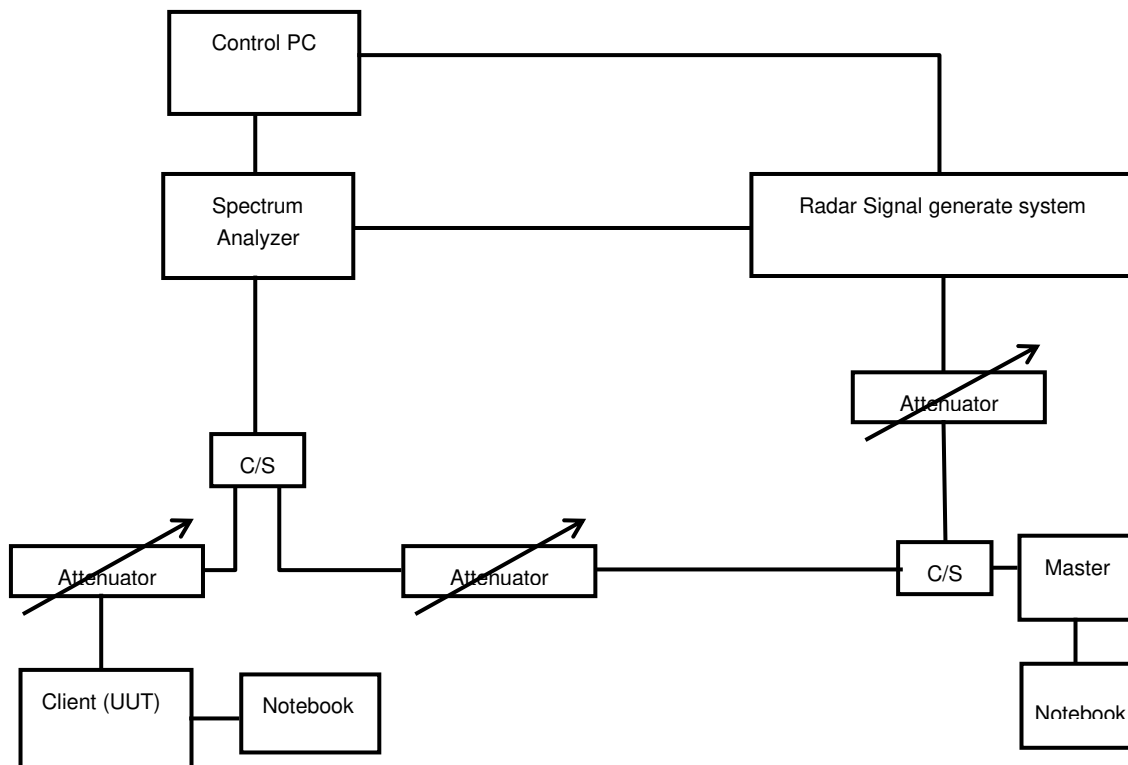 Control PC
Spectrum
Analyzer
Radar Signal generate system
Attenuator
C/S
Attenuator
Attenuator
C/S
Master
Client (UUT)
Notebook
Notebook